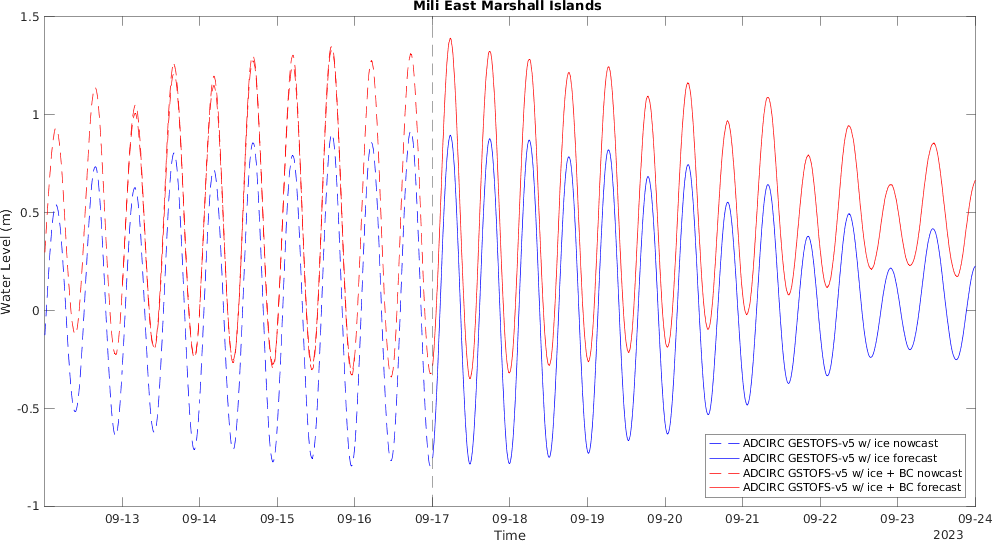 Mili East Marshall Islands
1.5
1
0.5
0
-0.5
-1
Water Level (m)
09-13
09-14
09-15
09-16
09-17
09-18
09-19
09-20
09-21
09-22
09-23
09-24
Time
2023
ADCIRC GESTOFS-v5 w/ ice nowcast
ADCIRC GESTOFS-v5 w/ ice forecast
ADCIRC GSTOFS-v5 w/ ice + BC nowcast
ADCIRC GSTOFS-v5 w/ ice + BC forecast